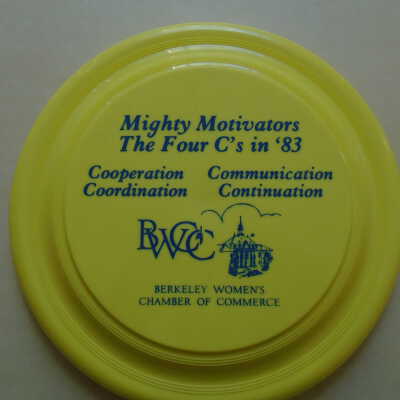 Mighty Motivators
The Four C's in '83
Cooperation Communication
Coordination Continuation
BWCC
BERKELEY WOMEN'S
CHAMBER OF COMMERCE